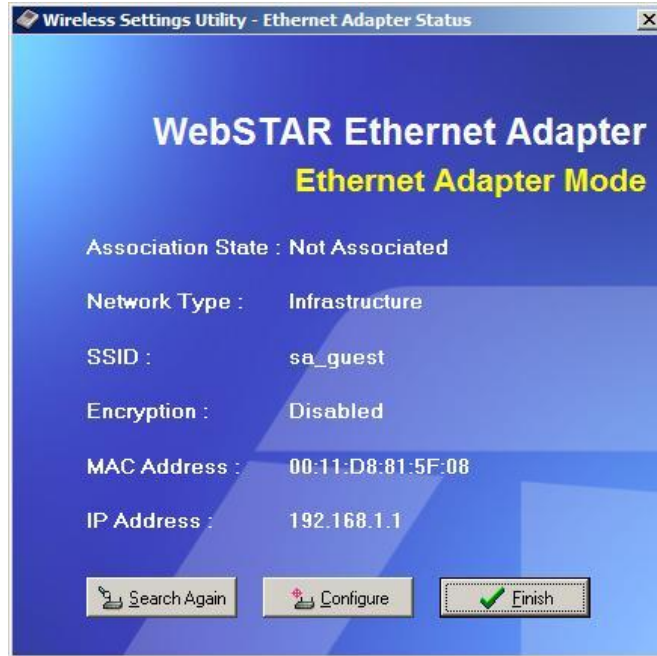 Wireless Settings Utility - Ethernet Adapter Status
WebSTAR Ethernet Adapter
Ethernet Adapter Mode
Association State : Not Associated
Network Type : Infrastructure
SSID : sa_guest
Encryption : Disabled
MAC Address : 00:11:D8:81:5F:08
IP Address : 192.168.1.1
Search Again Configure Finish